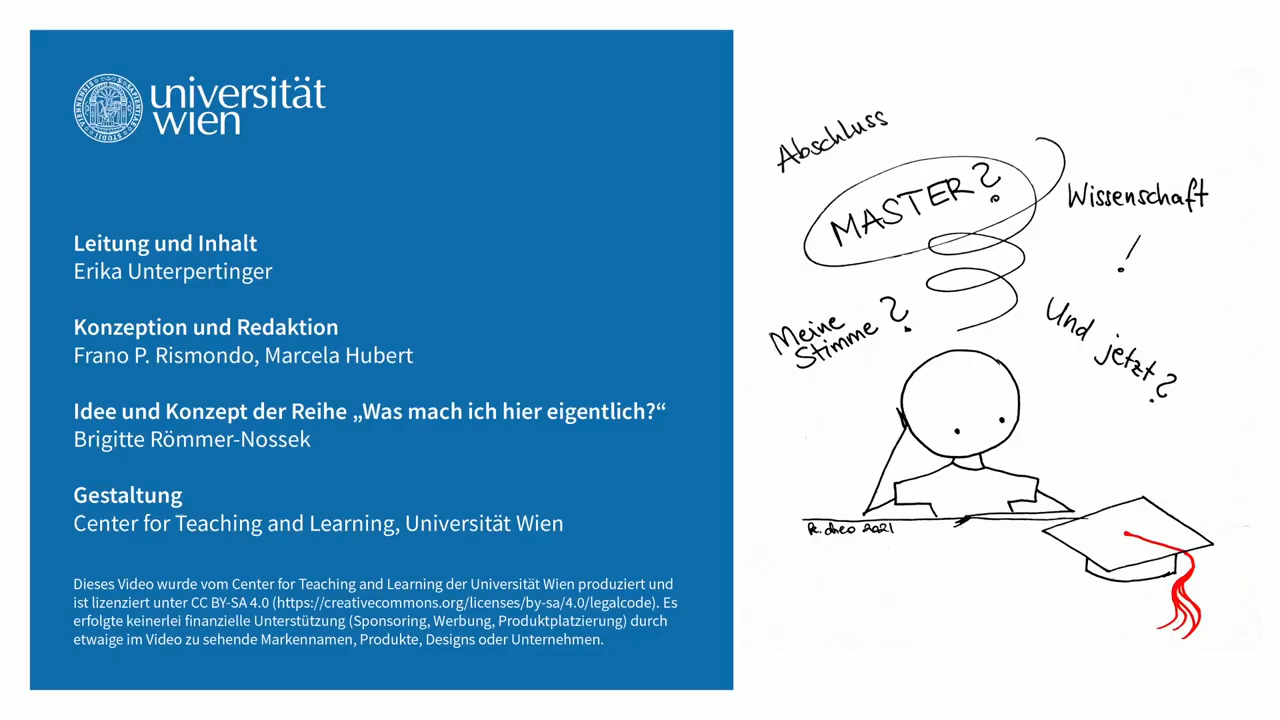 universität
wien
Leitung und Inhalt
Erika Unterpertinger
Konzeption und Redaktion
Frano P. Rismondo, Marcela Hubert
Idee und Konzept der Reihe „Was mach ich hier eigentlich?“
Brigitte Römmer-Nossek
Gestaltung
Center for Teaching and Learning, Universität Wien
Dieses Video wurde vom Center for Teaching and Learning der Universität Wien produziert und
ist lizenziert unter CC BY-SA 4.0 (https://creativecommons.org/licenses/by-sa/4.0/legalcode). Es
erfolgte keinerlei finanzielle Unterstützung (Sponsoring, Werbung, Produktplatzierung) durch
etwaige im Video zu sehende Markennamen, Produkte, Designs oder Unternehmen.
Abschluss
MASTER?
Wissenschaft
!
Meine
Stimme?
Und jetzt?
2021